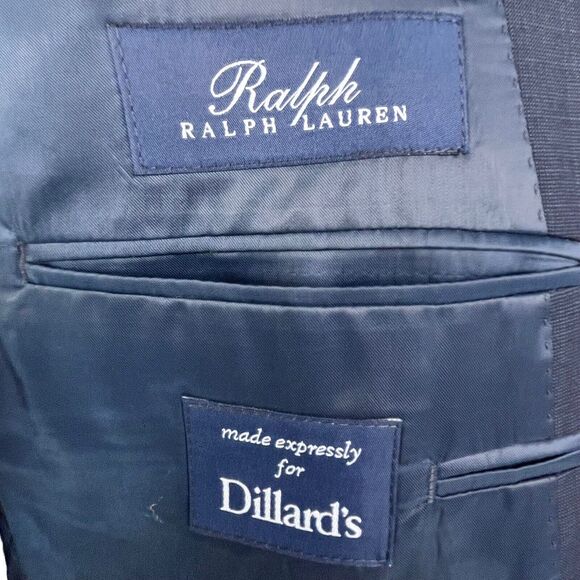 Ralph
RALPH LAUREN
made expressly
for
Dillard's